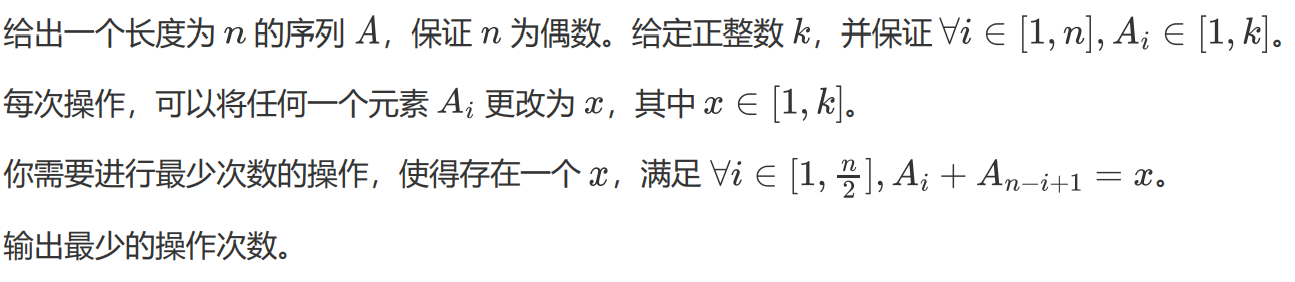 给出一个长度为 $n$ 的序列 $A$，保证 $n$ 为偶数。给定正整数 $k$，并保证 $\forall i \in [1, n], A_i \in [1, k]$。
每次操作，可以将任何一个元素 $A_i$ 更改为 $x$，其中 $x \in [1, k]$。
你需要进行最少次数的操作，使得存在一个 $x$，满足 $\forall i \in [1, \frac{n}{2}], A_i + A_{n-i+1} = x$。
输出最少的操作次数。